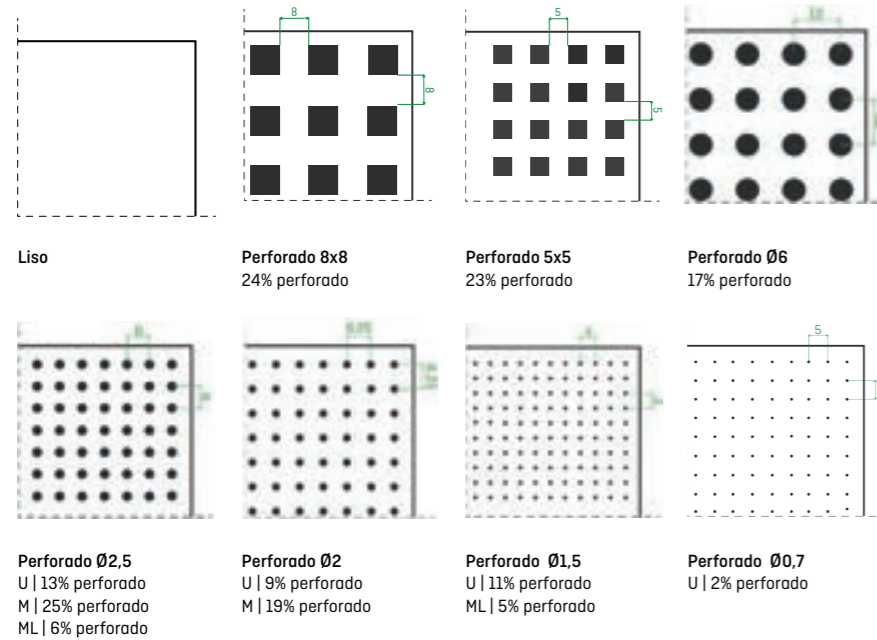 8
8
5
5
Liso
Perforado 8x8
24% perforado
Perforado 5x5
23% perforado
Perforado Ø6
17% perforado
5
Perforado Ø2,5
U | 13% perforado
M | 25% perforado
ML | 6% perforado
Perforado Ø2
U | 9% perforado
M | 19% perforado
Perforado Ø1,5
U | 11% perforado
ML | 5% perforado
Perforado Ø0,7
U | 2% perforado